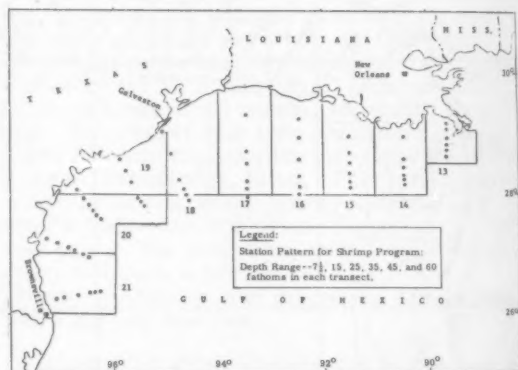 LOUISIANA
MISS.
New
Orleans
30°
TEXAS
Galveston
19
13
18
17
16
15
14
28°
20
Legend:
Station Pattern for Shrimp Program:
Depth Range--7½, 15, 25, 35, 45, and 60
fathoms in each transect.
Brownsville
21
GULF OF MEXICO
26°
96°
94°
92°
90°